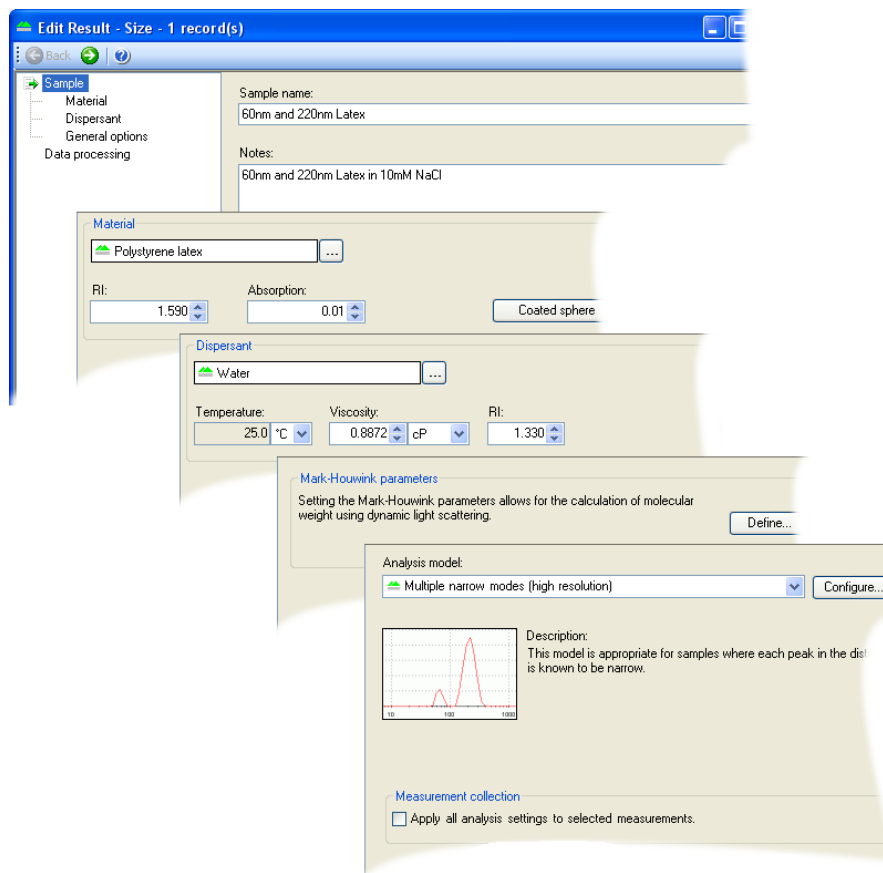 Edit Result - Size - 1 record(s)
Back
Sample
Material
Dispersant
General options
Data processing
Sample name:
60nm and 220nm Latex
Notes:
60nm and 220nm Latex in 10mM NaCl
Material
Polystyrene latex
...
RI:
Absorption:
1.590
0.01
Coated sphere
Dispersant
Water
...
Temperature:
Viscosity:
RI:
25.0 °C
0.8872 cP
1.330
Mark-Houwink parameters
Setting the Mark-Houwink parameters allows for the calculation of molecular
weight using dynamic light scattering.
Define...
Analysis model:
Multiple narrow modes (high resolution)
Configure...
Description:
This model is appropriate for samples where each peak in the dist
is known to be narrow.
10 100 1000
Measurement collection
Apply all analysis settings to selected measurements.